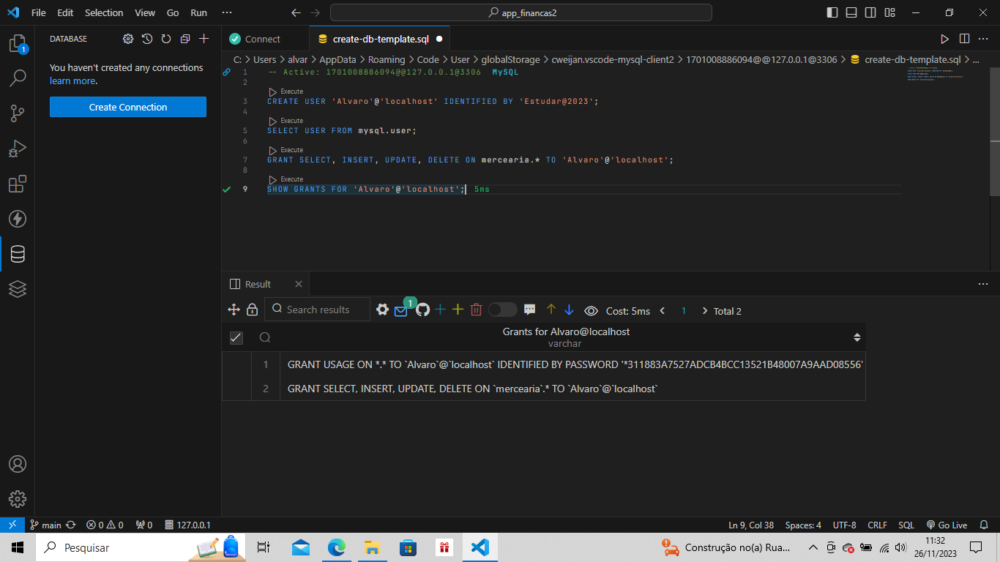 File Edit Selection View Go Run ··· app_financas2
DATABASE
Connect
create-db-template.sql
1
You haven't created any connections
learn more.
Create Connection
C: > Users > alvar > AppData > Roaming > Code > User > globalStorage > cweijan.vscode-mysql-client2 > 1701008886094@@127.0.0.1@3306 > create-db-template.sql > ...
1 -- Active: 1701008886094@@127.0.0.1@3306 MySQL
2
Execute
3 CREATE USER 'Alvaro'@'localhost' IDENTIFIED BY 'Estudar@2023';
4
Execute
5 SELECT USER FROM mysql.user;
6
Execute
7 GRANT SELECT, INSERT, UPDATE, DELETE ON mercearia.* TO 'Alvaro'@'localhost';
8
Execute
9 SHOW GRANTS FOR 'Alvaro'@'localhost'; 5ms
Result
Search results 1 Cost: 5ms < 1 > Total 2
Grants for Alvaro@localhost
varchar
1 GRANT USAGE ON *.* TO `Alvaro`@`localhost` IDENTIFIED BY PASSWORD '*311883A7527ADCB4BCC13521B48007A9AAD08556'
2 GRANT SELECT, INSERT, UPDATE, DELETE ON `mercearia`.* TO `Alvaro`@`localhost`
main 0 0 0 127.0.0.1 Ln 9, Col 38 Spaces: 4 UTF-8 CRLF SQL Go Live
Pesquisar
Construção no(a) Rua...
11:32
26/11/2023